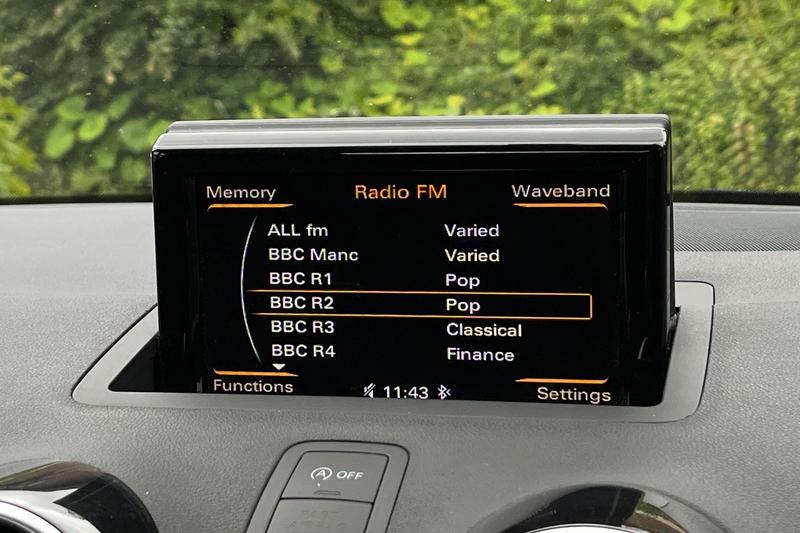 Memory Radio FM Waveband
ALL fm Varied
BBC Manc Varied
BBC R1 Pop
BBC R2 Pop
BBC R3 Classical
BBC R4 Finance
Functions 11:43 Settings
A OFF